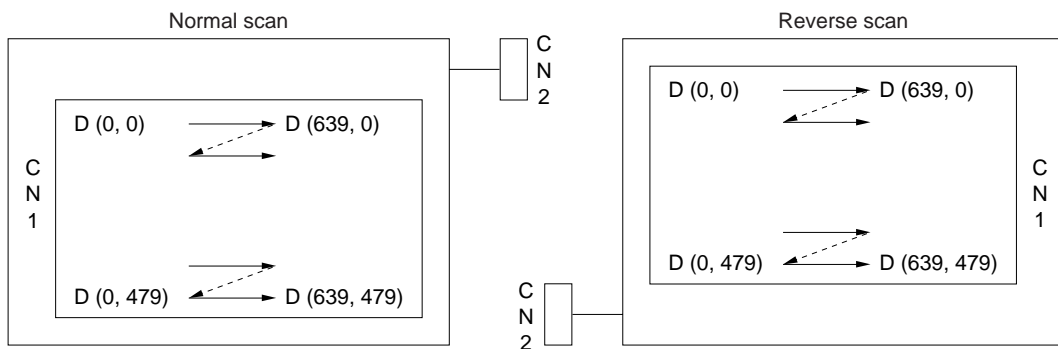 Normal scan
Reverse scan
C
N
2
D (0, 0)
D (639, 0)
C
N
1
D (0, 479)
D (639, 479)
D (0, 0)
D (639, 0)
C
N
1
D (0, 479)
D (639, 479)
C
N
2